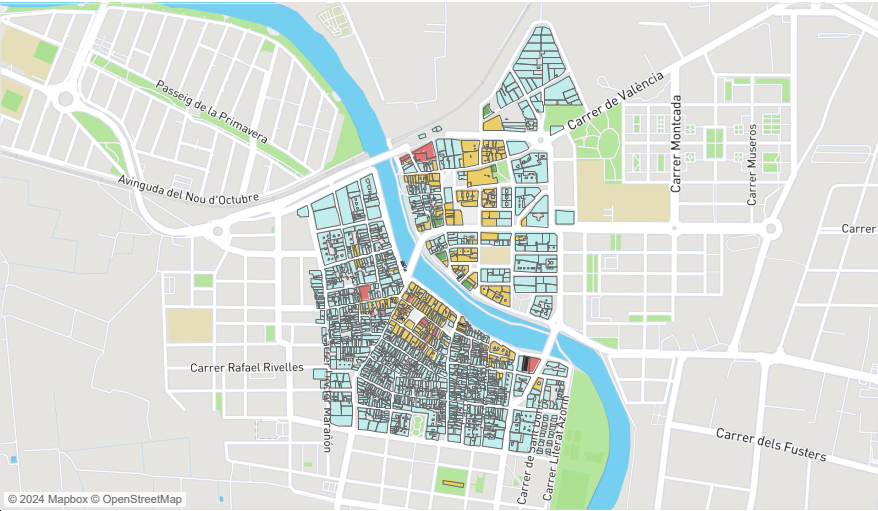 Carrer de València
Passeig de la Primavera
Carrer Montcada
Carrer Museros
Avinguda del Nou d'Octubre
Carrer
Carrer Rafael Rivelles
Marañón
Carrer dels Fusters
Carrer Literat Azorín
© 2024 Mapbox © OpenStreetMap